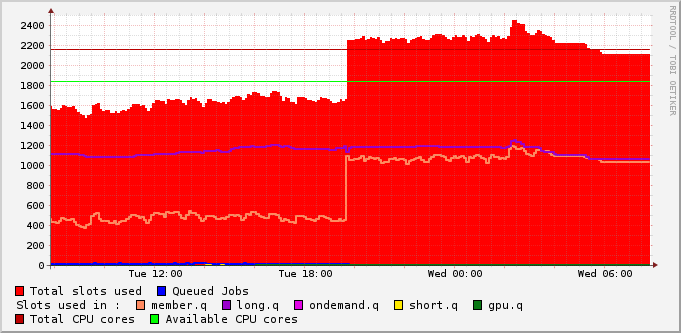 2400
2200
2000
1800
1600
1400
1200
1000
800
600
400
200
0
Tue 12:00 Tue 18:00 Wed 00:00 Wed 06:00
RRDTOOL / TOBI OETIKER
Total slots used Queued Jobs
Slots used in : member.q long.q ondemand.q short.q gpu.q
Total CPU cores Available CPU cores